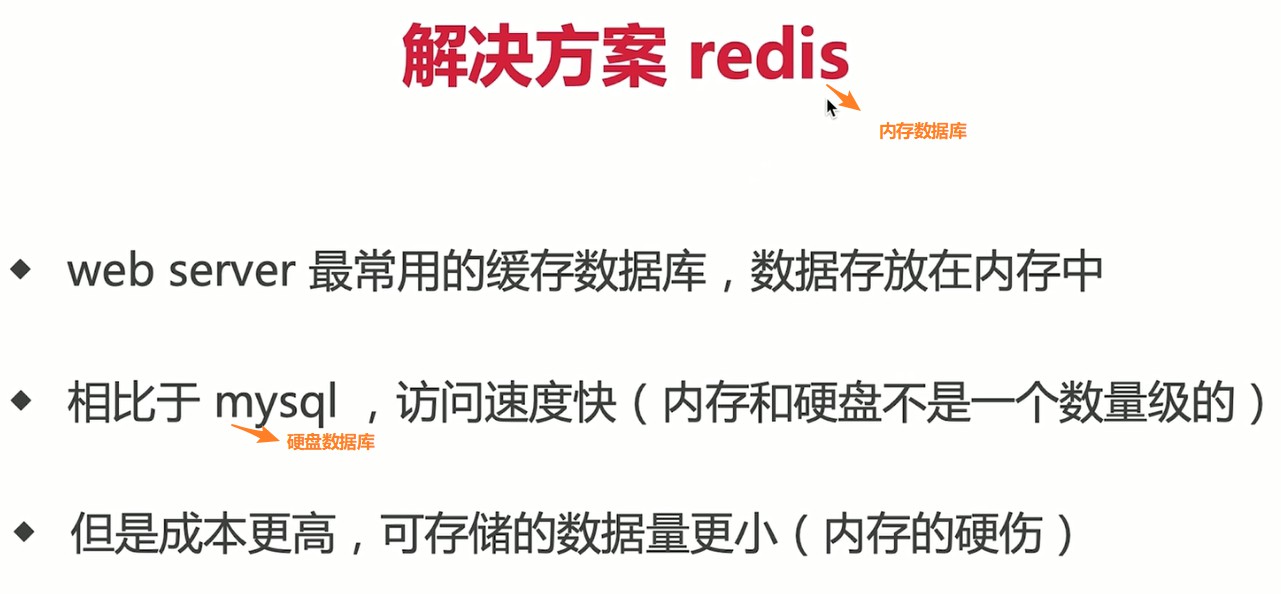 解决方案 redis
内存数据库
web server 最常用的缓存数据库，数据存放在内存中
相比于 mysql ，访问速度快（内存和硬盘不是一个数量级的）
硬盘数据库
但是成本更高，可存储的数据量更小（内存的硬伤）